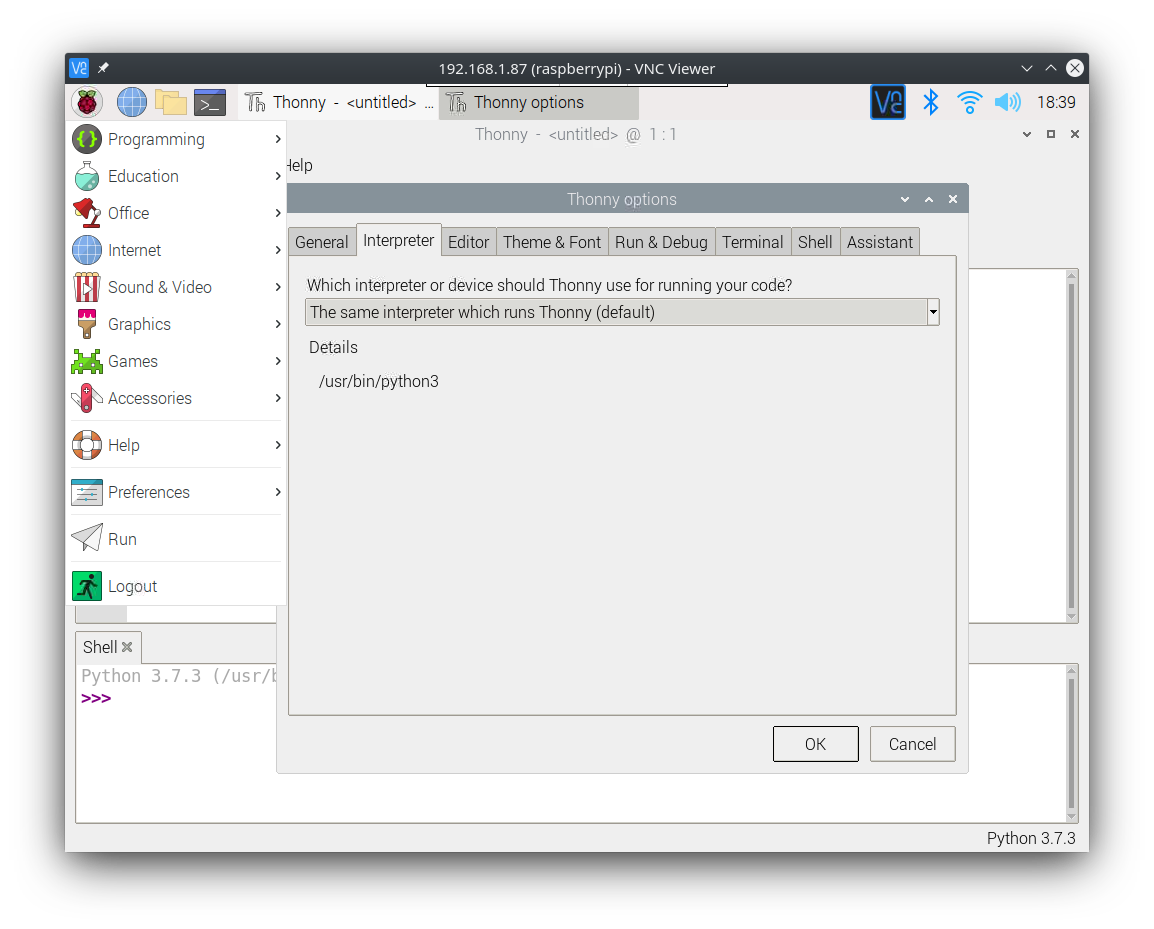 192.168.1.87 (raspberrypi) - VNC Viewer
Thonny - <untitled> ...
Thonny options
18:39
Thonny - <untitled> @ 1 : 1
Programming
Education
Office
Internet
Sound & Video
Graphics
Games
Accessories
Help
Preferences
Run
Logout
Help
Thonny options
General Interpreter Editor Theme & Font Run & Debug Terminal Shell Assistant
Which interpreter or device should Thonny use for running your code?
The same interpreter which runs Thonny (default)
Details
/usr/bin/python3
OK Cancel
Shell
Python 3.7.3 (/usr/b
>>>
Python 3.7.3